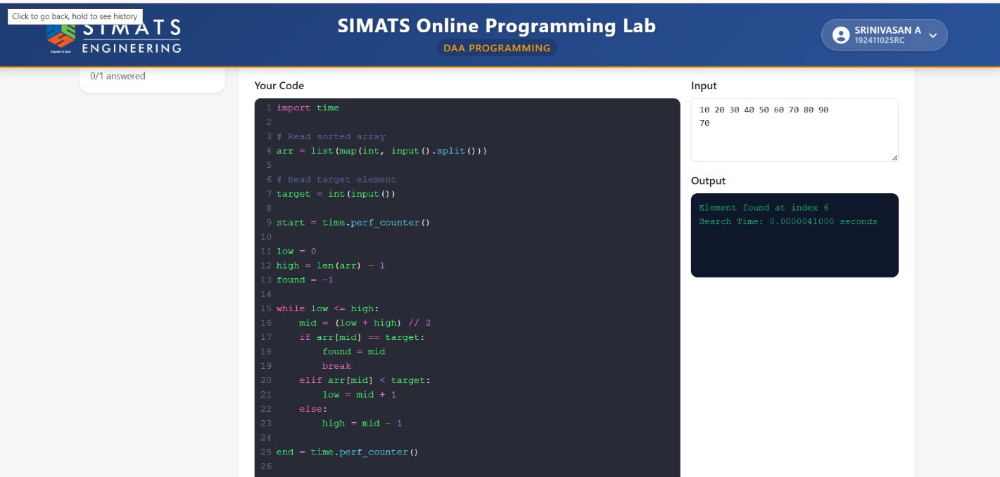 Click to go back, hold to see history
SIMATS
ENGINEERING
Engineer to Excel
SIMATS Online Programming Lab
DAA PROGRAMMING
SRINIVASAN A
192411025RC
0/1 answered
Your Code
1 import time
2
3 # Read sorted array
4 arr = list(map(int, input().split()))
5
6 # Read target element
7 target = int(input())
8
9 start = time.perf_counter()
10
11 low = 0
12 high = len(arr) - 1
13 found = -1
14
15 while low <= high:
16     mid = (low + high) // 2
17     if arr[mid] == target:
18         found = mid
19         break
20     elif arr[mid] < target:
21         low = mid + 1
22     else:
23         high = mid - 1
24
25 end = time.perf_counter()
26
Input
10 20 30 40 50 60 70 80 90
70
Output
Element found at index 6
Search Time: 0.0000041000 seconds